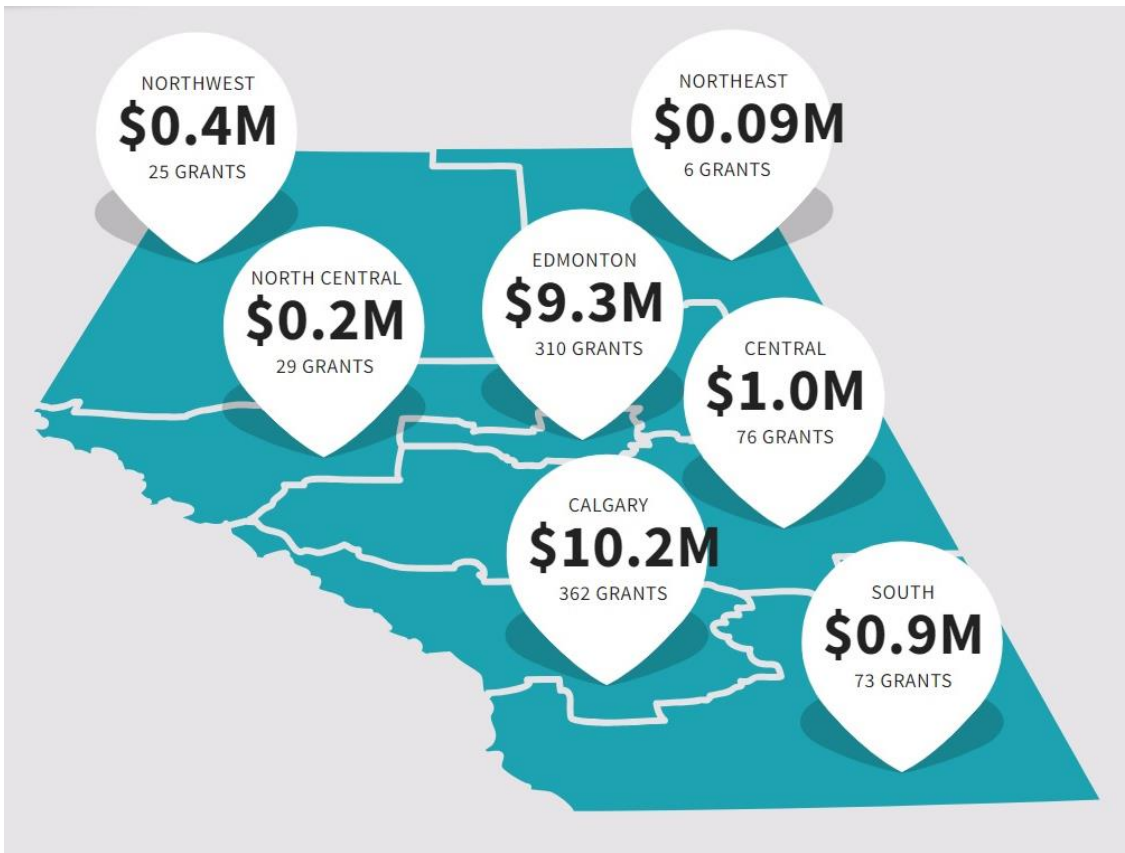 NORTHWEST
$0.4M
25 GRANTS
NORTHEAST
$0.09M
6 GRANTS
NORTH CENTRAL
$0.2M
29 GRANTS
EDMONTON
$9.3M
310 GRANTS
CENTRAL
$1.0M
76 GRANTS
CALGARY
$10.2M
362 GRANTS
SOUTH
$0.9M
73 GRANTS